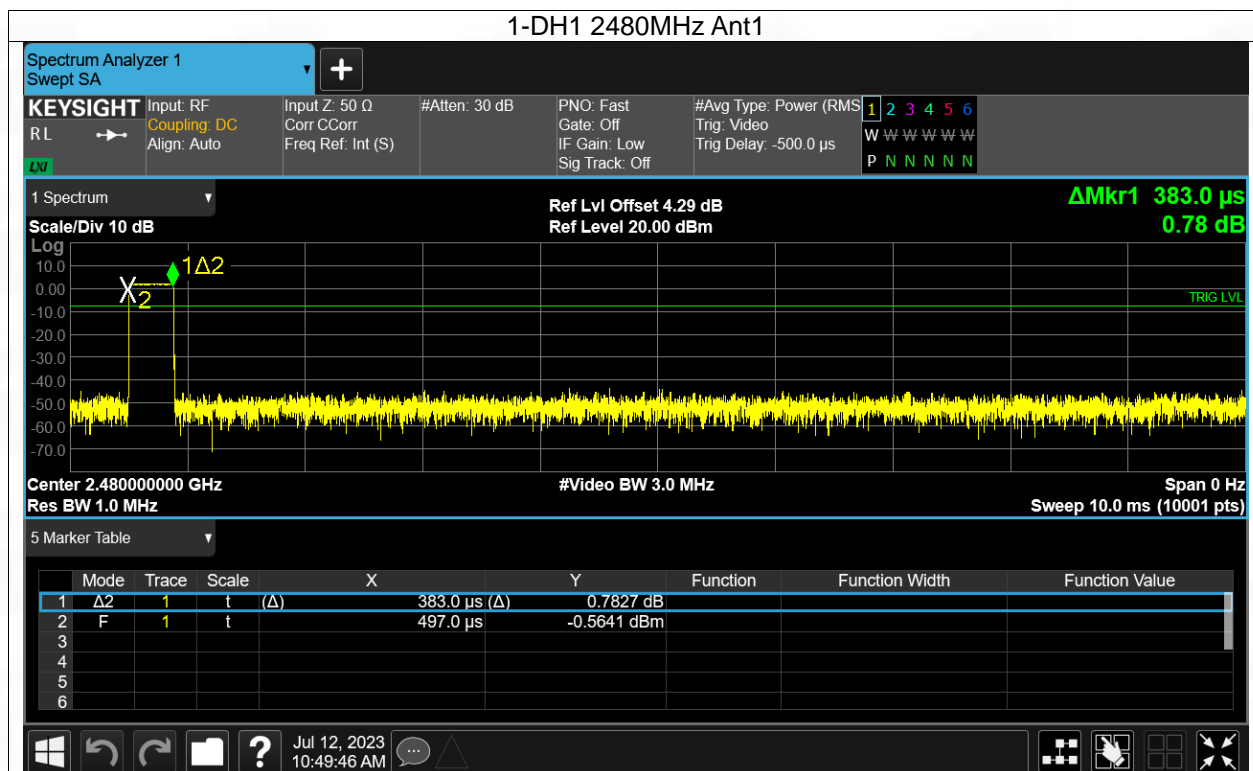 1-DH1 2480MHz Ant1
Spectrum Analyzer 1
Swept SA
KEYSIGHT
R L
LXI
Input: RF
Coupling: DC
Align: Auto
Input Z: 50 Ω
Corr CCorr
Freq Ref: Int (S)
#Atten: 30 dB
PNO: Fast
Gate: Off
IF Gain: Low
Sig Track: Off
#Avg Type: Power (RMS
Trig: Video
Trig Delay: -500.0 µs
1 2 3 4 5 6
W W W W W W
P N N N N N
1 Spectrum
Scale/Div 10 dB
Ref Lvl Offset 4.29 dB
Ref Level 20.00 dBm
ΔMkr1 383.0 µs
0.78 dB
Log
10.0
0.00
-10.0
-20.0
-30.0
-40.0
-50.0
-60.0
-70.0
1Δ2
X2
TRIG LVL
Center 2.480000000 GHz #Video BW 3.0 MHz Span 0 Hz
Res BW 1.0 MHz Sweep 10.0 ms (10001 pts)
5 Marker Table
Mode Trace Scale X Y Function Function Width Function Value
1 Δ2 1 t (Δ) 383.0 µs (Δ) 0.7827 dB
2 F 1 t 497.0 µs -0.5641 dBm
3
4
5
6
?
Jul 12, 2023
10:49:46 AM